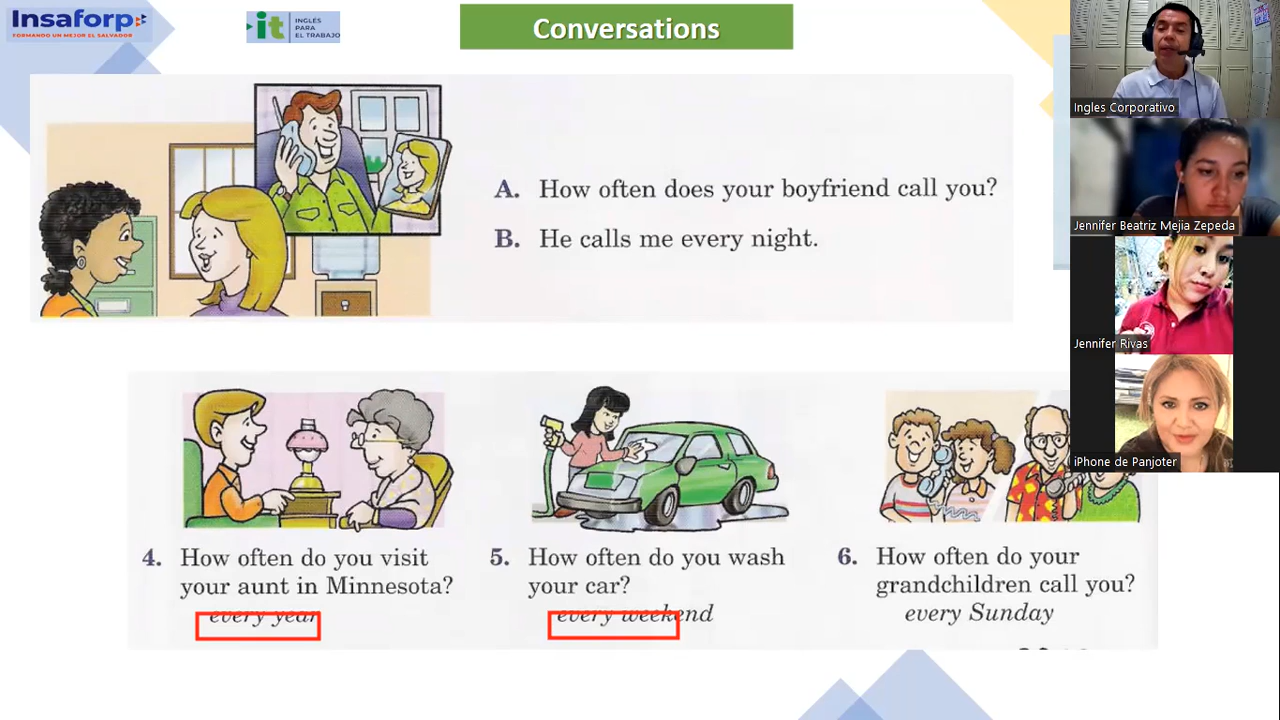 Insaforp
FORMANDO UN MEJOR EL SALVADOR
it
INGLÉS
PARA
EL TRABAJO
Conversations
A. How often does your boyfriend call you?
B. He calls me every night.
4. How often do you visit
your aunt in Minnesota?
every year
5. How often do you wash
your car?
every weekend
6. How often do your
grandchildren call you?
every Sunday
Ingles Corporativo
Jennifer Beatriz Mejia Zepeda
Jennifer Rivas
iPhone de Panjoter